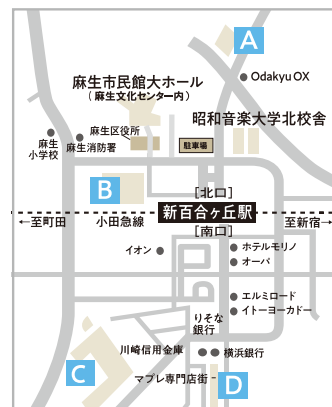 A
Odakyu OX
麻生市民館大ホール
（麻生文化センター内）
昭和音楽大学北校舎
麻生区役所
麻生
小学校
麻生消防署
駐車場
B
[北口]
新百合ヶ丘駅
←至町田
小田急線
至新宿→
[南口]
イオン
ホテルモリノ
オーパ
エルミロード
イトーヨーカドー
りそな
銀行
川崎信用金庫
横浜銀行
C
マプレ専門店街
D